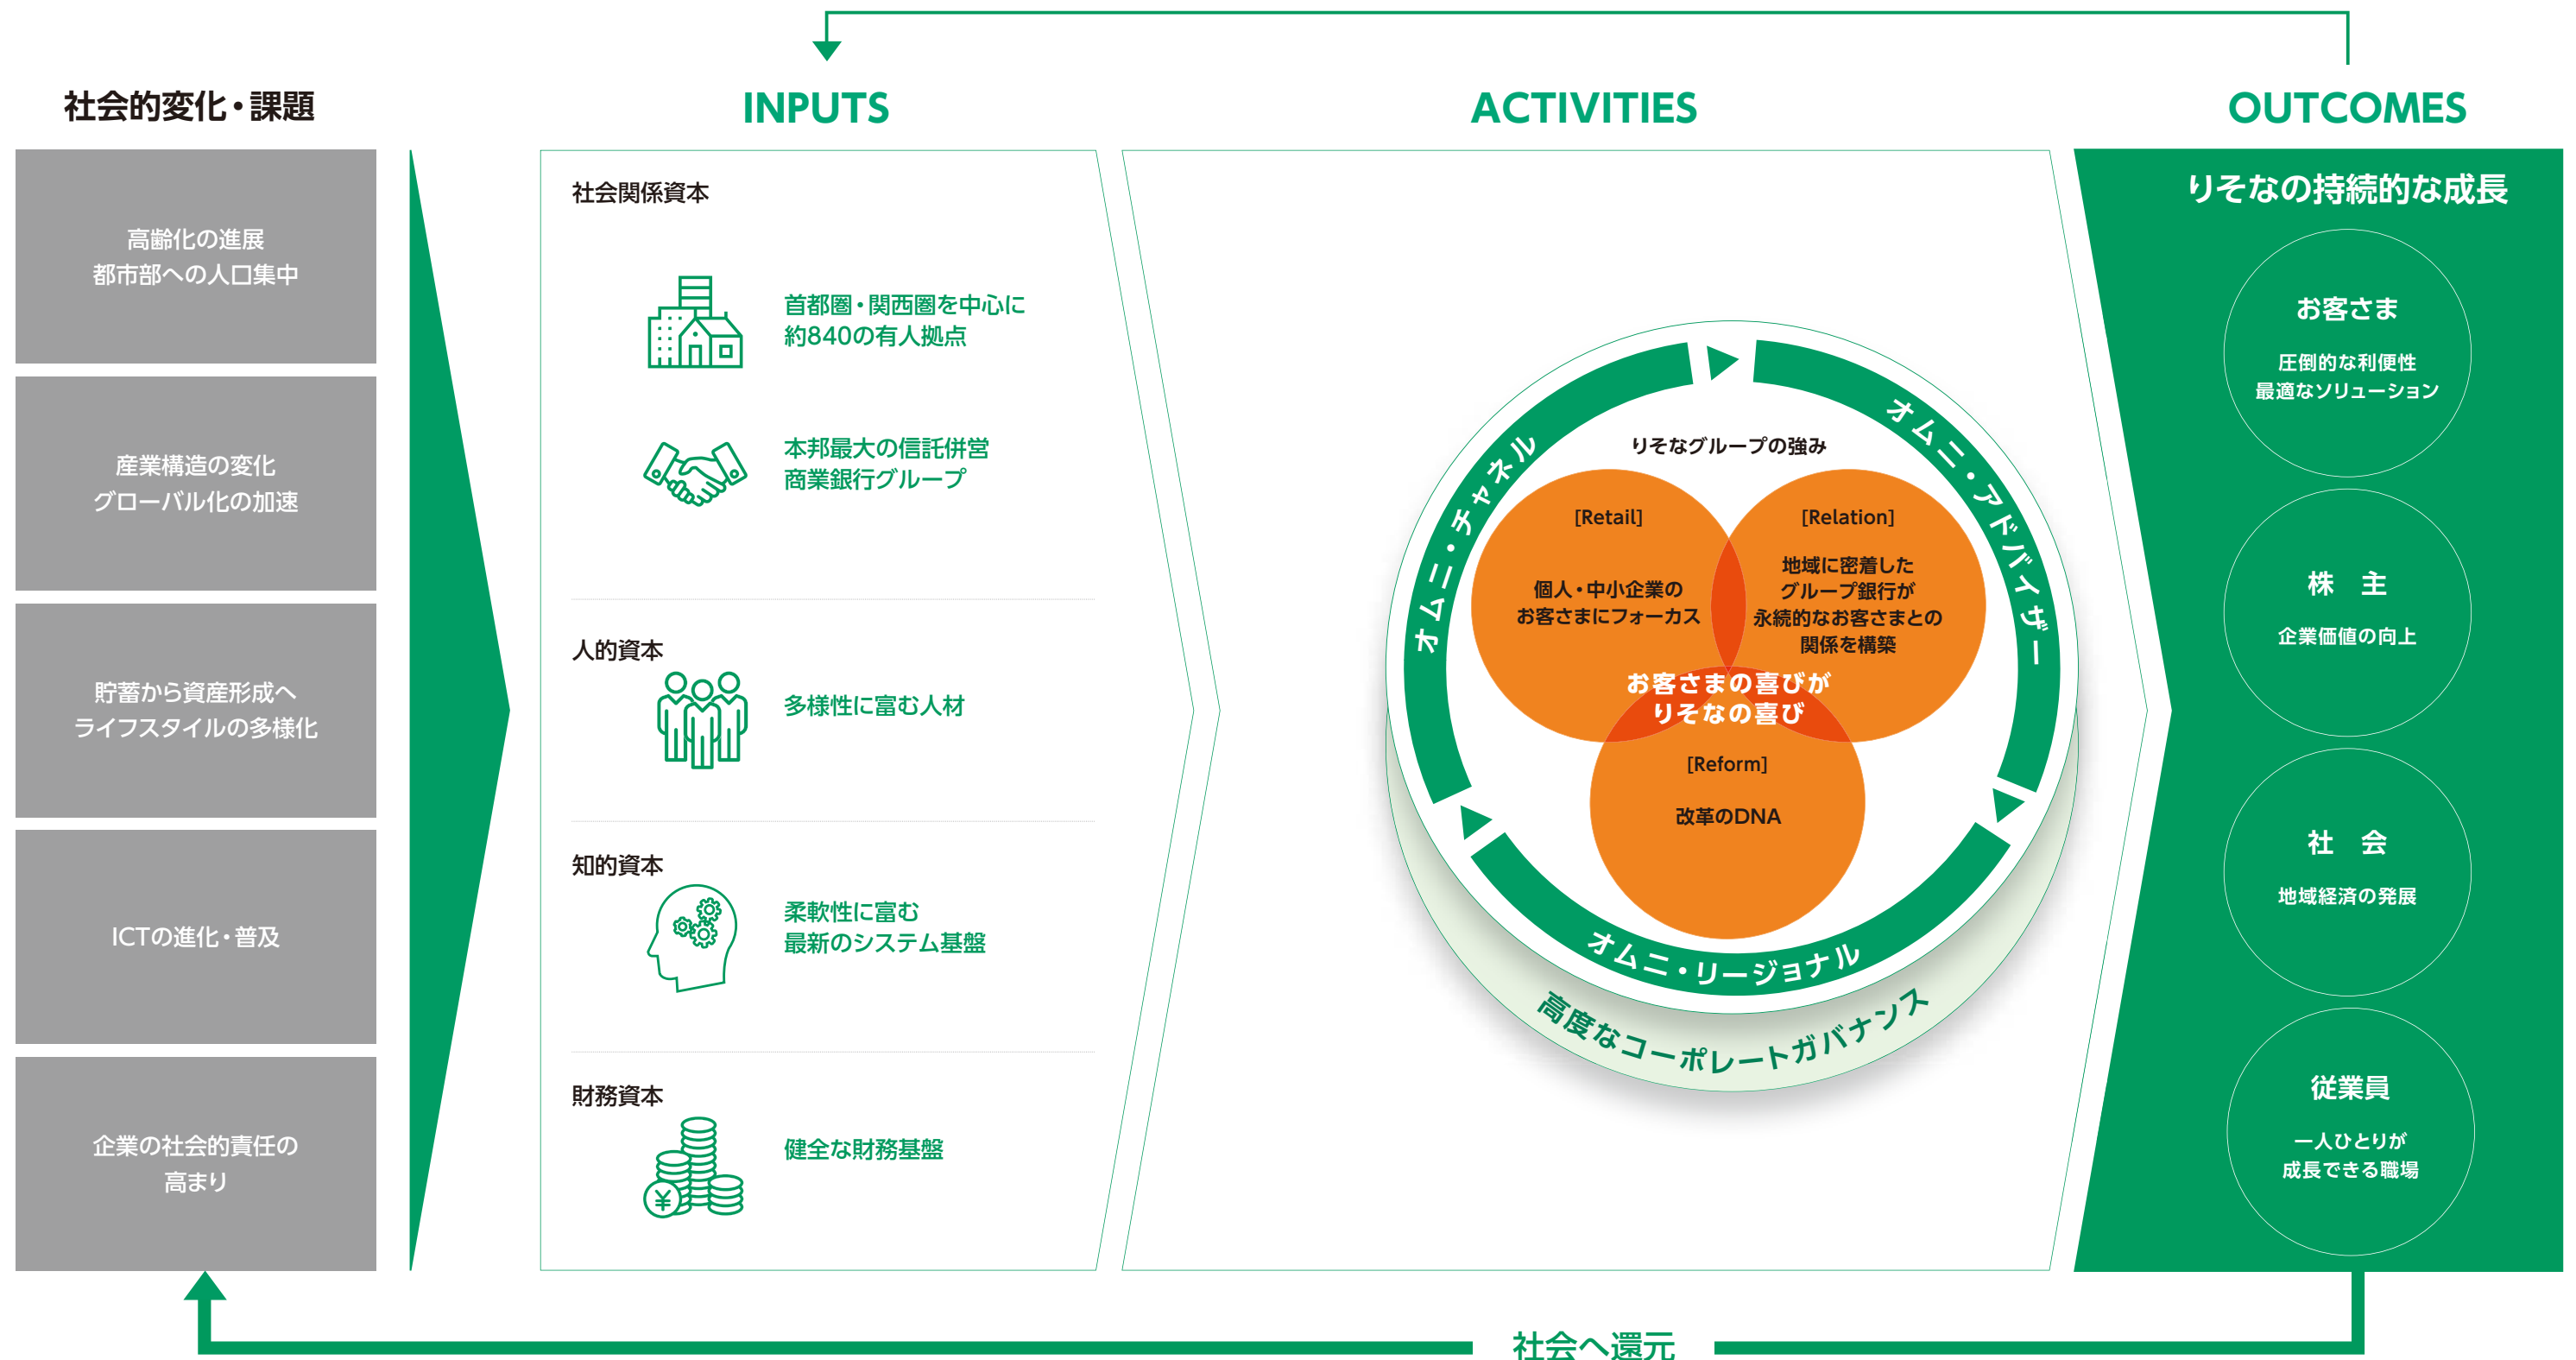 社会的変化・課題
高齢化の進展
都市部への人口集中
産業構造の変化
グローバル化の加速
貯蓄から資産形成へ
ライフスタイルの多様化
ICTの進化・普及
企業の社会的責任の
高まり
INPUTS
社会関係資本
首都圏・関西圏を中心に
約840の有人拠点
本邦最大の信託併営
商業銀行グループ
人的資本
多様性に富む人材
知的資本
柔軟性に富む
最新のシステム基盤
財務資本
¥
健全な財務基盤
ACTIVITIES
オムニ・チャネル
オムニ・アドバイザー
オムニ・リージョナル
りそなグループの強み
[Retail]
個人・中小企業の
お客さまにフォーカス
[Relation]
地域に密着した
グループ銀行が
永続的なお客さまとの
関係を構築
お客さまの喜びが
りそなの喜び
[Reform]
改革のDNA
高度なコーポレートガバナンス
OUTCOMES
りそなの持続的な成長
お客さま
圧倒的な利便性
最適なソリューション
株 主
企業価値の向上
社 会
地域経済の発展
従業員
一人ひとりが
成長できる職場
社会へ還元